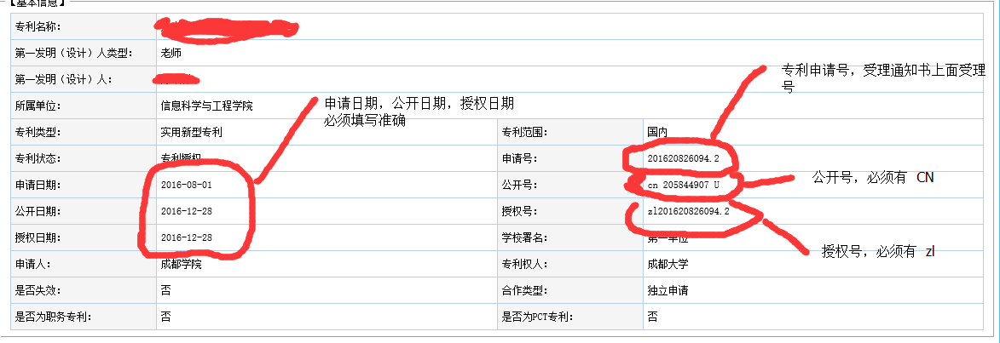 【基本信息】
专利名称:
第一发明（设计）人类型: 老师
第一发明（设计）人:
专利申请号，受理通知书上面受理
号
所属单位: 信息科学与工程学院
申请日期，公开日期，授权日期
必须填写准确
专利类型: 实用新型专利 专利范围: 国内
专利状态: 专利授权 申请号: 201620826094.2
申请日期: 2016-08-01 公开号: cn 205844907 U
公开号，必须有 CN
公开日期: 2016-12-28 授权号: zl201620826094.2
授权日期: 2016-12-28 学校署名: 第一单位
授权号，必须有 zl
申请人: 成都学院 专利权人: 成都大学
是否失效: 否 合作类型: 独立申请
是否为职务专利: 否 是否为PCT专利: 否